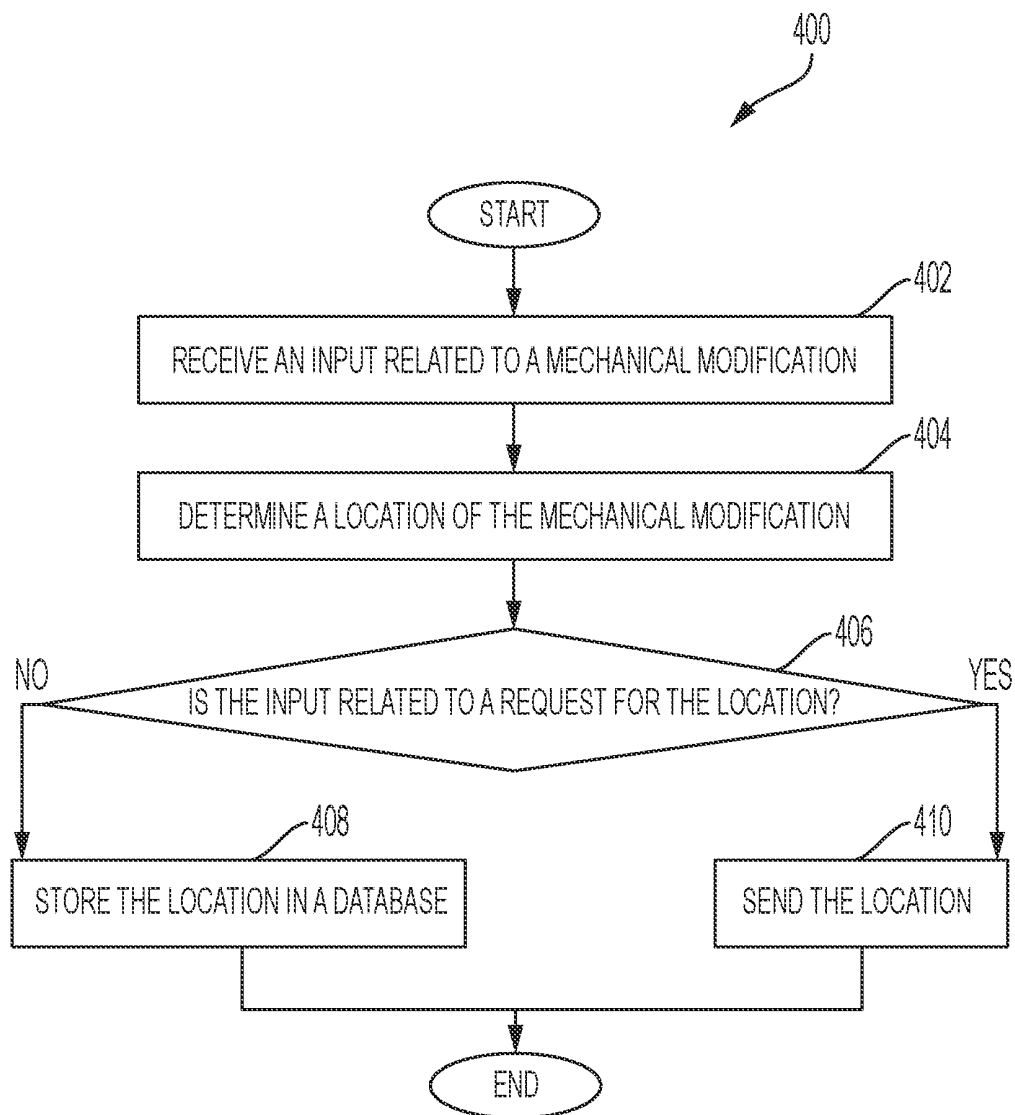 400
START
402
RECEIVE AN INPUT RELATED TO A MECHANICAL MODIFICATION
404
DETERMINE A LOCATION OF THE MECHANICAL MODIFICATION
406
NO
IS THE INPUT RELATED TO A REQUEST FOR THE LOCATION?
YES
408
STORE THE LOCATION IN A DATABASE
410
SEND THE LOCATION
END